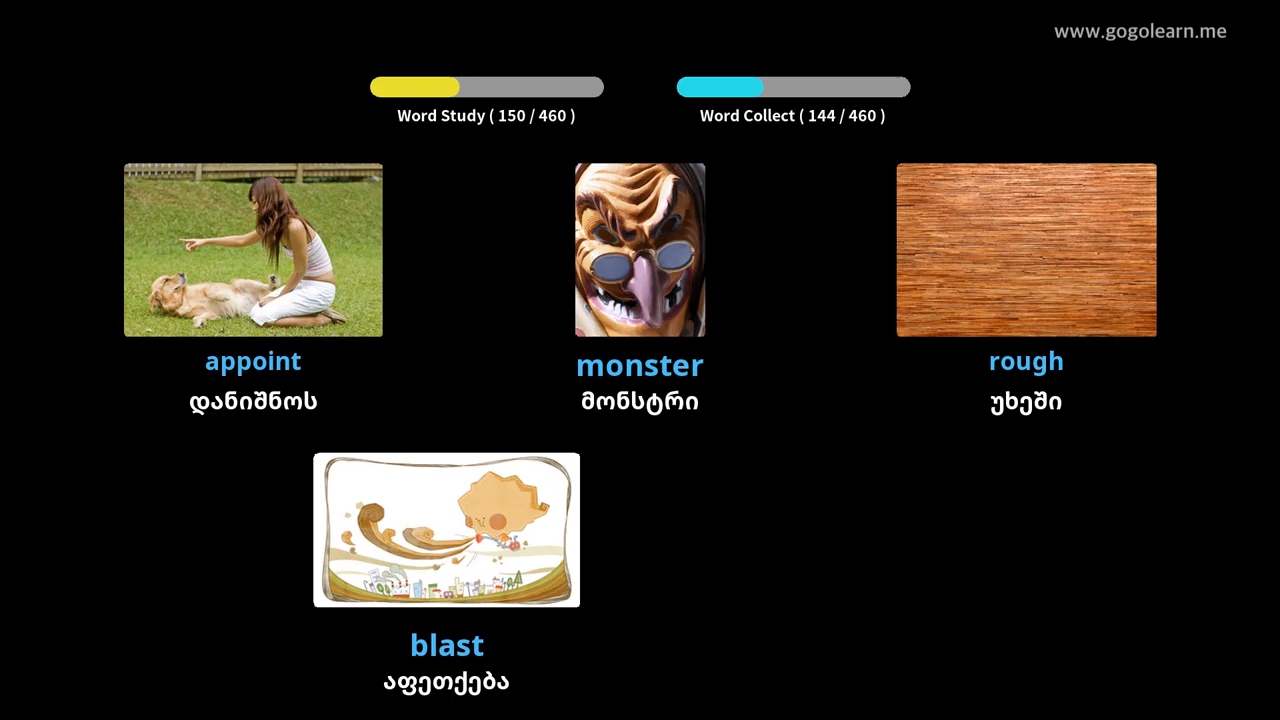 www.gogolearn.me
Word Study ( 150 / 460 )
Word Collect ( 144 / 460 )
appoint
დანიშნოს
monster
მონსტრი
rough
უხეში
blast
აფეთქება